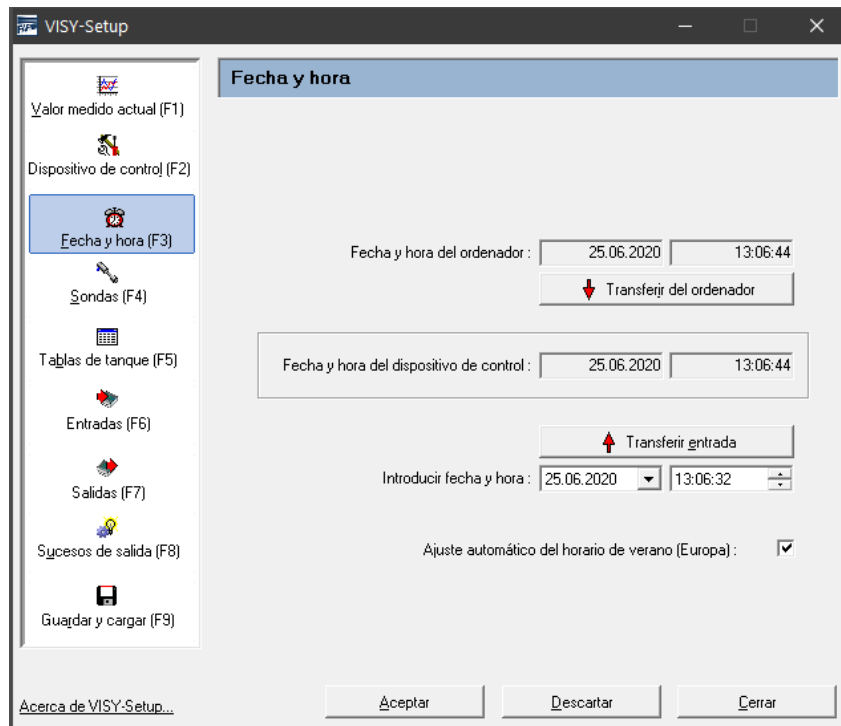 VISY-Setup
Valor medido actual (F1)
Dispositivo de control (F2)
Fecha y hora (F3)
Sondas (F4)
Tablas de tanque (F5)
Entradas (F6)
Salidas (F7)
Sucesos de salida (F8)
Guardar y cargar (F9)
Acerca de VISY-Setup...
Fecha y hora
Fecha y hora del ordenador : 25.06.2020 13:06:44
Transferir del ordenador
Fecha y hora del dispositivo de control : 25.06.2020 13:06:44
Transferir entrada
Introducir fecha y hora : 25.06.2020 13:06:32
Ajuste automático del horario de verano (Europa) :
Aceptar Descartar Cerrar